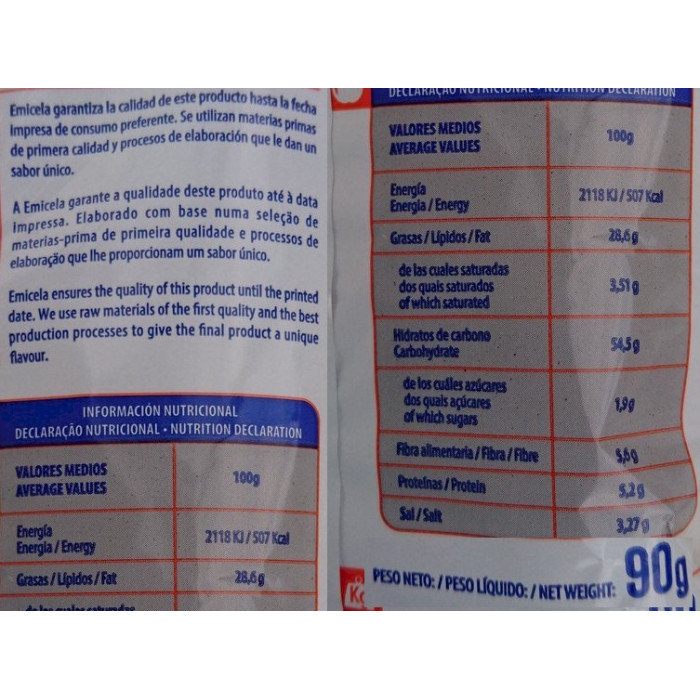 Emicela garantiza la calidad de este producto hasta la fecha
impresa de consumo preferente. Se utilizan materias primas
de primera calidad y procesos de elaboración que le dan un
sabor único.
A Emicela garante a qualidade deste produto até à data
impressa. Elaborado com base numa seleção de
materias-prima de primeira qualidade e processos de
elaboração que lhe proporcionam um sabor único.
Emicela ensures the quality of this product until the printed
date. We use raw materials of the first quality and the best
production processes to give the final product a unique
flavour.
INFORMACIÓN NUTRICIONAL
DECLARAÇÃO NUTRICIONAL • NUTRITION DECLARATION
VALORES MEDIOS
AVERAGE VALUES
100g
Energía
Energia / Energy
2118 KJ / 507 Kcal
Grasas / Lípidos / Fat
28,6g
de las cuales saturadas
DECLARAÇÃO NUTRICIONAL • NUTRITION DECLARATION
VALORES MEDIOS
AVERAGE VALUES
100g
Energía
Energia / Energy
2118 KJ / 507 Kcal
Grasas / Lípidos / Fat
28,6g
de las cuales saturadas
dos quais saturados
of which saturated
3,51g
Hidratos de carbono
Carbohydrate
54,5g
de los cuáles azúcares
dos quais açúcares
of which sugars
1,9g
Fibra alimentaria / Fibra / Fibre
5,6g
Proteínas / Protein
5,2g
Sal / Salt
3,27g
PESO NETO: / PESO LÍQUIDO: / NET WEIGHT: 90g